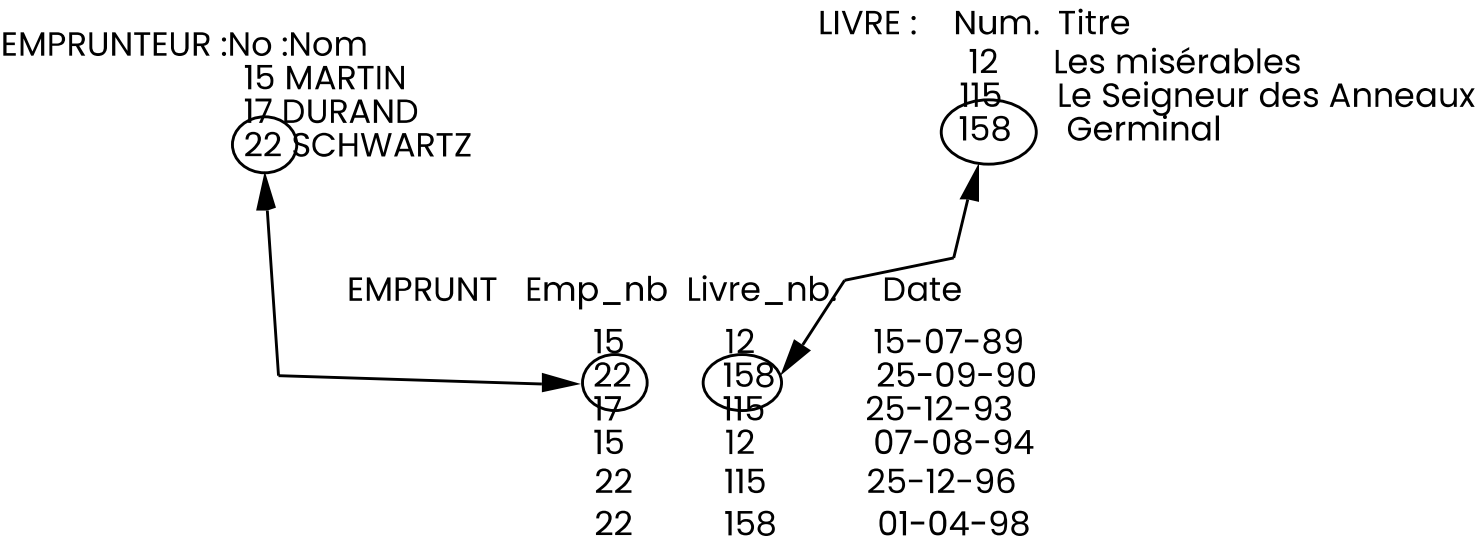 EMPRUNTEUR :No :Nom
15 MARTIN
17 DURAND
22 SCHWARTZ
LIVRE : Num. Titre
12 Les misérables
115 Le Seigneur des Anneaux
158 Germinal
EMPRUNT Emp_nb Livre_nb. Date
15 12 15-07-89
22 158 25-09-90
17 115 25-12-93
15 12 07-08-94
22 115 25-12-96
22 158 01-04-98